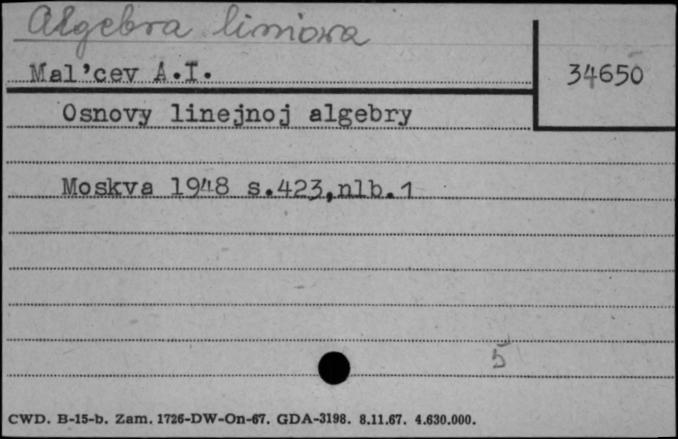 Algebra liniowa
Mal'cev A.I.
34650
Osnovy linejnoj algebry
Moskva 1948 s.423,nlb.1
5
CWD. B-15-b. Zam. 1726-DW-On-67. GDA-3198. 8.11.67. 4.630.000.